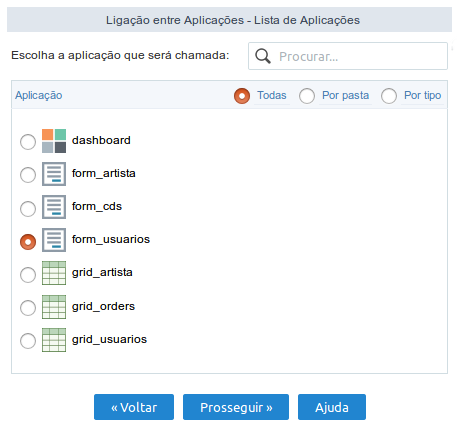 Ligação entre Aplicações - Lista de Aplicações
Escolha a aplicação que será chamada: Procurar...
Aplicação Todas Por pasta Por tipo
dashboard
form_artista
form_cds
form_usuarios
grid_artista
grid_orders
grid_usuarios
« Voltar Prosseguir » Ajuda